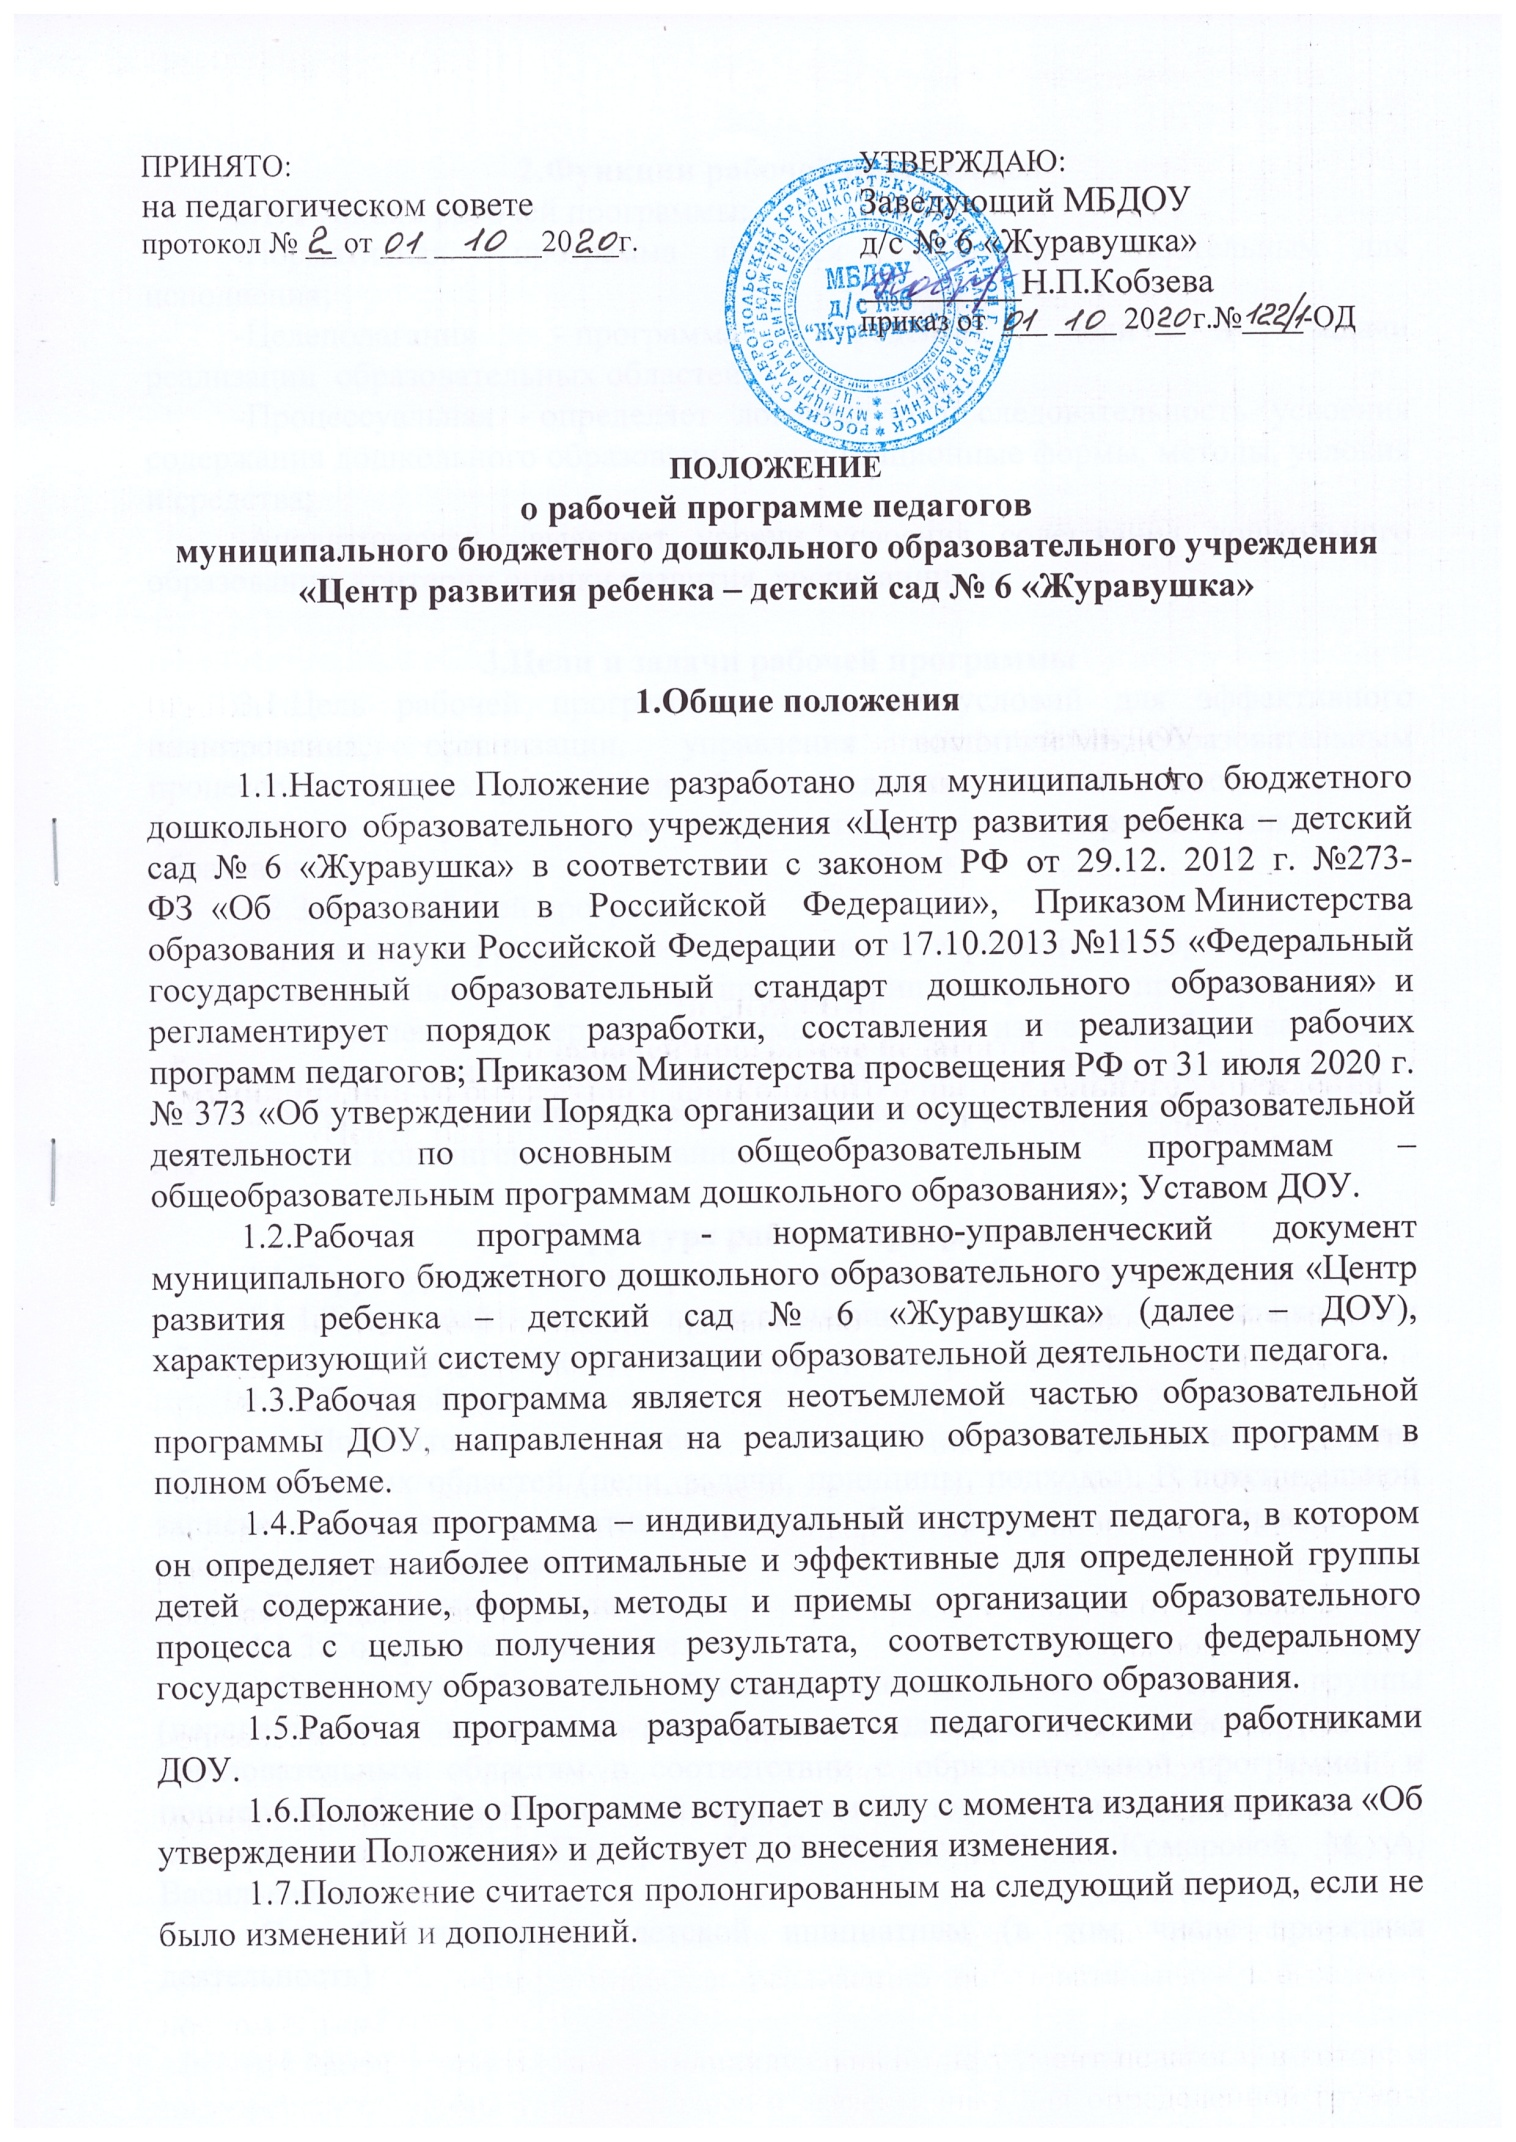 ПРИНЯТО:
на педагогическом совете
протокол № 2 от 01 10 2020г.
УТВЕРЖДАЮ:
Заведующий МБДОУ
д/с № 6 «Журавушка»
Н.П.Кобзева
приказ от 01 10 2020г.№122/1-ОД
МБДОУ
д/с №6
"Журавушка"
ПОЛОЖЕНИЕ
о рабочей программе педагогов
муниципального бюджетного дошкольного образовательного учреждения
«Центр развития ребенка – детский сад № 6 «Журавушка»
1.Общие положения
1.1.Настоящее Положение разработано для муниципального бюджетного
дошкольного образовательного учреждения «Центр развития ребенка – детский
сад № 6 «Журавушка» в соответствии с законом РФ от 29.12. 2012 г. №273-
ФЗ «Об образовании в Российской Федерации», Приказом Министерства
образования и науки Российской Федерации от 17.10.2013 №1155 «Федеральный
государственный образовательный стандарт дошкольного образования» и
регламентирует порядок разработки, составления и реализации рабочих
программ педагогов; Приказом Министерства просвещения РФ от 31 июля 2020 г.
№ 373 «Об утверждении Порядка организации и осуществления образовательной
деятельности по основным общеобразовательным программам –
общеобразовательным программам дошкольного образования»; Уставом ДОУ.
1.2.Рабочая программа - нормативно-управленческий документ
муниципального бюджетного дошкольного образовательного учреждения «Центр
развития ребенка – детский сад № 6 «Журавушка» (далее – ДОУ),
характеризующий систему организации образовательной деятельности педагога.
1.3.Рабочая программа является неотъемлемой частью образовательной
программы ДОУ, направленная на реализацию образовательных программ в
полном объеме.
1.4.Рабочая программа – индивидуальный инструмент педагога, в котором
он определяет наиболее оптимальные и эффективные для определенной группы
детей содержание, формы, методы и приемы организации образовательного
процесса с целью получения результата, соответствующего федеральному
государственному образовательному стандарту дошкольного образования.
1.5.Рабочая программа разрабатывается педагогическими работниками
ДОУ.
1.6.Положение о Программе вступает в силу с момента издания приказа «Об
утверждении Положения» и действует до внесения изменения.
1.7.Положение считается пролонгированным на следующий период, если не
было изменений и дополнений.